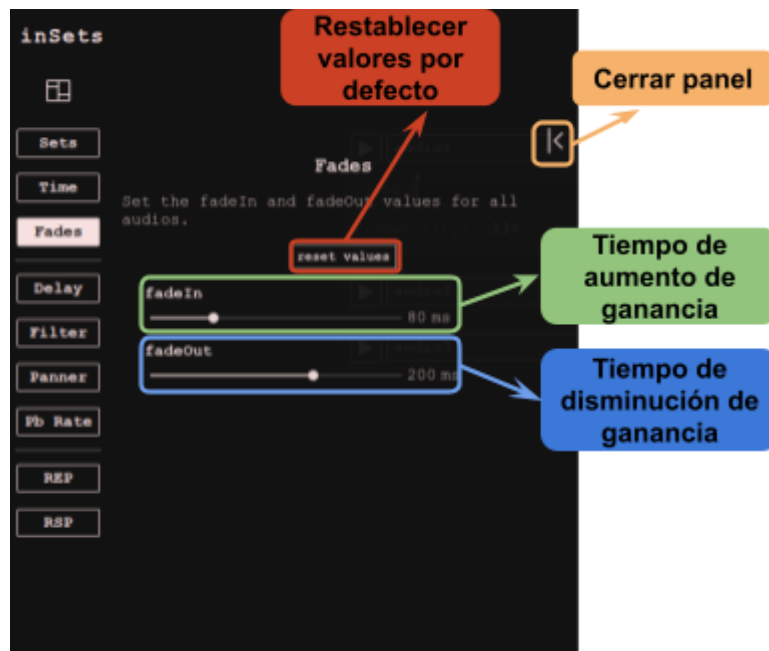 inSets
Restablecer
valores por
defecto
Cerrar panel
Sets
Time
Fades
Delay
Filter
Panner
Pb Rate
REP
RSP
Fades
Set the fadeIn and fadeOut values for all
audios.
reset values
fadeIn
80 ms
fadeOut
200 ms
Tiempo de
aumento de
ganancia
Tiempo de
disminución de
ganancia